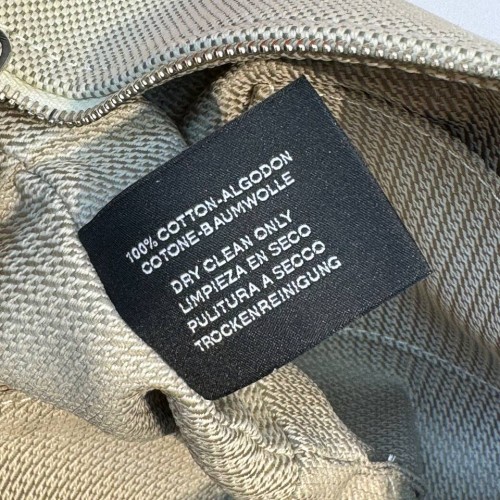 100% COTTON-ALGODON
COTONE-BAUMWOLLE
DRY CLEAN ONLY
LIMPIEZA EN SECO
PULITURA A SECCO
TROCKENREINIGUNG